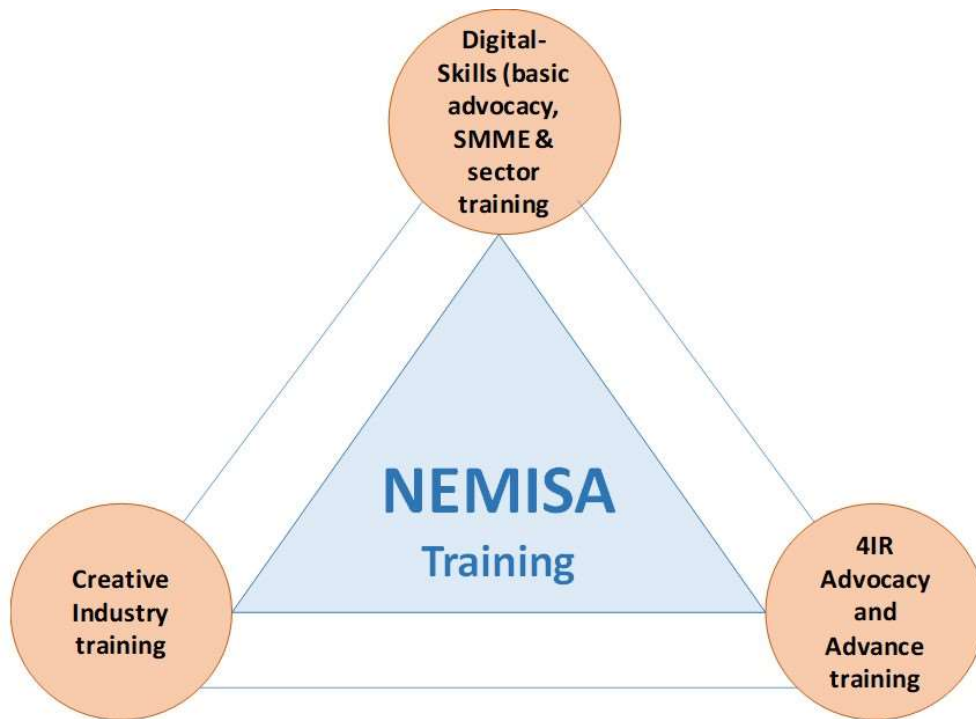 Digital-
Skills (basic
advocacy,
SMME &
sector
training
NEMISA
Training
Creative
Industry
training
4IR
Advocacy
and
Advance
training